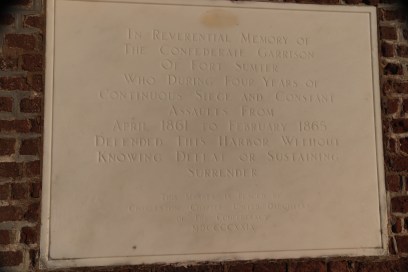 In Reverential Memory of
The Confederate Garrison
Of Fort Sumter
Who During Four Years of
Continuous Siege and Constant
Assaults From
April 1861 to February 1865
Defended This Harbor Without
Knowing Defeat or Sustaining
Surrender